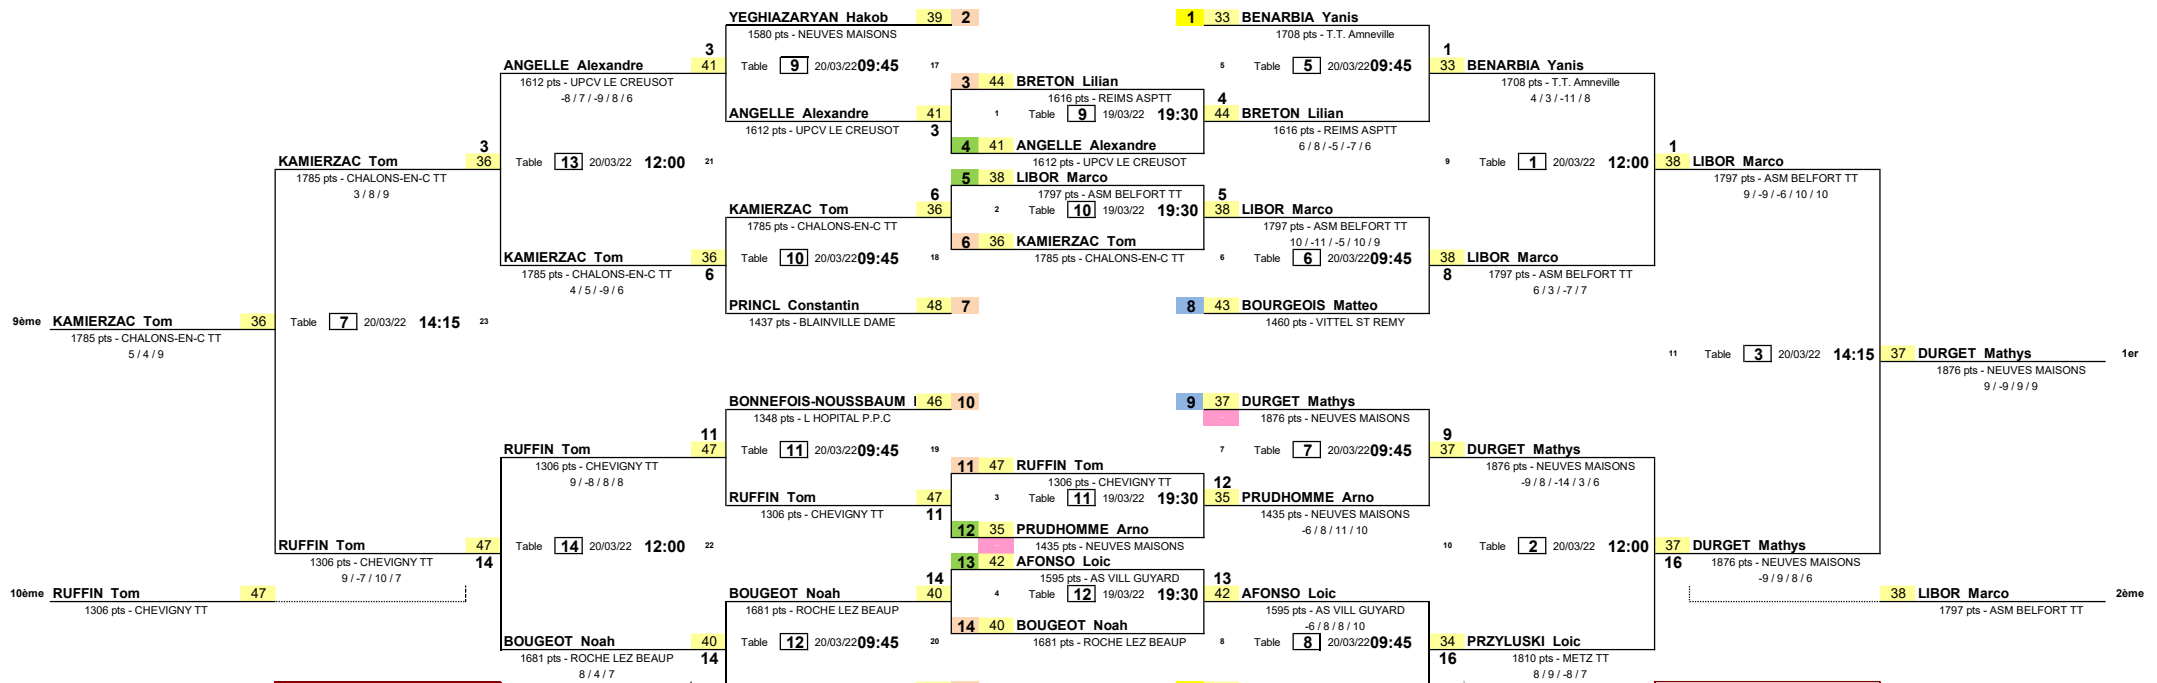 YEGHIAZARYAN Hakob 39 2 1 33 BENARBIA Yanis
1580 pts - NEUVES MAISONS 1708 pts - T.T. Amneville
3 1
ANGELLE Alexandre 41 Table 9 20/03/22 09:45 17 5 Table 5 20/03/22 09:45 33 BENARBIA Yanis
1612 pts - UPCV LE CREUSOT 3 44 BRETON Lilian 1708 pts - T.T. Amneville
-8 / 7 / -9 / 8 / 6 1616 pts - REIMS ASPTT 4 4 / 3 / -11 / 8
ANGELLE Alexandre 41 1 Table 9 19/03/22 19:30 44 BRETON Lilian
1612 pts - UPCV LE CREUSOT 3 1616 pts - REIMS ASPTT
3 4 41 ANGELLE Alexandre 6 / 8 / -5 / -7 / 6 1
KAMIERZAC Tom 36 Table 13 20/03/22 12:00 21 1612 pts - UPCV LE CREUSOT 9 Table 1 20/03/22 12:00 38 LIBOR Marco
1785 pts - CHALONS-EN-C TT 5 38 LIBOR Marco 1797 pts - ASM BELFORT TT
3 / 8 / 9 6 1797 pts - ASM BELFORT TT 5 9 / -9 / -6 / 10 / 10
KAMIERZAC Tom 36 2 Table 10 19/03/22 19:30 38 LIBOR Marco
1785 pts - CHALONS-EN-C TT 1797 pts - ASM BELFORT TT
6 36 KAMIERZAC Tom 10 / -11 / -5 / 10 / 9
KAMIERZAC Tom 36 Table 10 20/03/22 09:45 18 1785 pts - CHALONS-EN-C TT 6 Table 6 20/03/22 09:45 38 LIBOR Marco
1785 pts - CHALONS-EN-C TT 6 8 1797 pts - ASM BELFORT TT
4 / 5 / -9 / 6 6 / 3 / -7 / 7
PRINCL Constantin 48 7 8 43 BOURGEOIS Matteo
9ème KAMIERZAC Tom 36 Table 7 20/03/22 14:15 23 1437 pts - BLAINVILLE DAME 1460 pts - VITTEL ST REMY
1785 pts - CHALONS-EN-C TT
5 / 4 / 9 11 Table 3 20/03/22 14:15 37 DURGET Mathys 1er
1876 pts - NEUVES MAISONS
9 / -9 / 9 / 9
BONNEFOIS-NOUSSBAUM 46 10 9 37 DURGET Mathys
1348 pts - L HOPITAL P.P.C 1876 pts - NEUVES MAISONS
11 9
RUFFIN Tom 47 Table 11 20/03/22 09:45 19 7 Table 7 20/03/22 09:45 37 DURGET Mathys
1306 pts - CHEVIGNY TT 11 47 RUFFIN Tom 1876 pts - NEUVES MAISONS
9 / -8 / 8 / 8 1306 pts - CHEVIGNY TT 12 -9 / 8 / -14 / 3 / 6
RUFFIN Tom 47 3 Table 11 19/03/22 19:30 35 PRUDHOMME Arno
1306 pts - CHEVIGNY TT 11 1435 pts - NEUVES MAISONS
12 35 PRUDHOMME Arno -6 / 8 / 11 / 10
RUFFIN Tom 47 Table 14 20/03/22 12:00 22 1435 pts - NEUVES MAISONS 10 Table 2 20/03/22 12:00 37 DURGET Mathys
1306 pts - CHEVIGNY TT 14 13 42 AFONSO Loic 16 1876 pts - NEUVES MAISONS
9 / -7 / 10 / 7 14 1595 pts - AS VILL GUYARD 13 -9 / 9 / 8 / 6
10ème RUFFIN Tom 47 BOUGEOT Noah 40 4 Table 12 19/03/22 19:30 42 AFONSO Loic 38 LIBOR Marco 2ème
1306 pts - CHEVIGNY TT 1681 pts - ROCHE LEZ BEAUP 1595 pts - AS VILL GUYARD 1797 pts - ASM BELFORT TT
14 40 BOUGEOT Noah -6 / 8 / 8 / 10
BOUGEOT Noah 40 Table 12 20/03/22 09:45 20 1681 pts - ROCHE LEZ BEAUP 8 Table 8 20/03/22 09:45 34 PRZYLUSKI Loic
1681 pts - ROCHE LEZ BEAUP 14 16 1810 pts - METZ TT
8 / 4 / 7 8 / 9 / -8 / 7